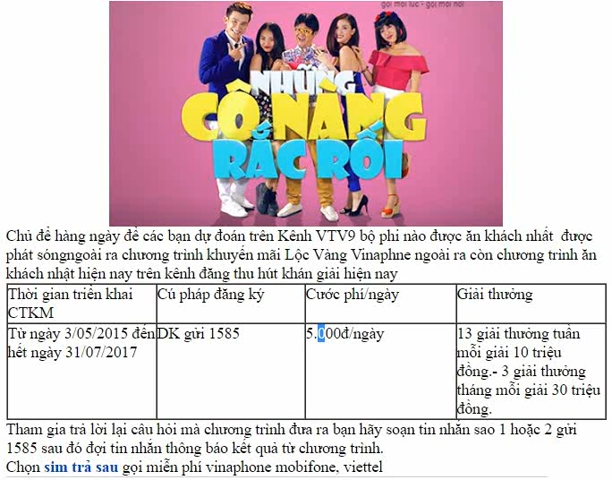 gọi mọi lúc - gọi mọi nơi
NHỮNG
CÔ NÀNG
RẮC RỐI
Chủ đề hàng ngày để các bạn dự đoán trên Kênh VTV9 bộ phi nào được ăn khách nhất  được
phát sóngngoài ra chương trình khuyến mãi Lộc Vàng Vinaphne ngoài ra còn chương trình ăn
khách nhật hiện nay trên kênh đăng thu hút khán giải hiện nay
Thời gian triển khai CTKM
Cú pháp đăng ký
Cước phí/ngày
Giải thưởng
Từ ngày 3/05/2015 đến hết ngày 31/07/2017
DK gửi 1585
5.000đ/ngày
13 giải thưởng tuần
mỗi giải 10 triệu
đồng.- 3 giải thưởng
tháng mỗi giải 30 triệu
đồng.
Tham gia trả lời lại câu hỏi mà chương trình đưa ra bạn hãy soạn tin nhắn sao 1 hoặc 2 gửi
1585 sau đó đợi tin nhắn thông báo kết quả từ chương trình.
Chọn sim trả sau gọi miễn phí vinaphone mobifone, viettel